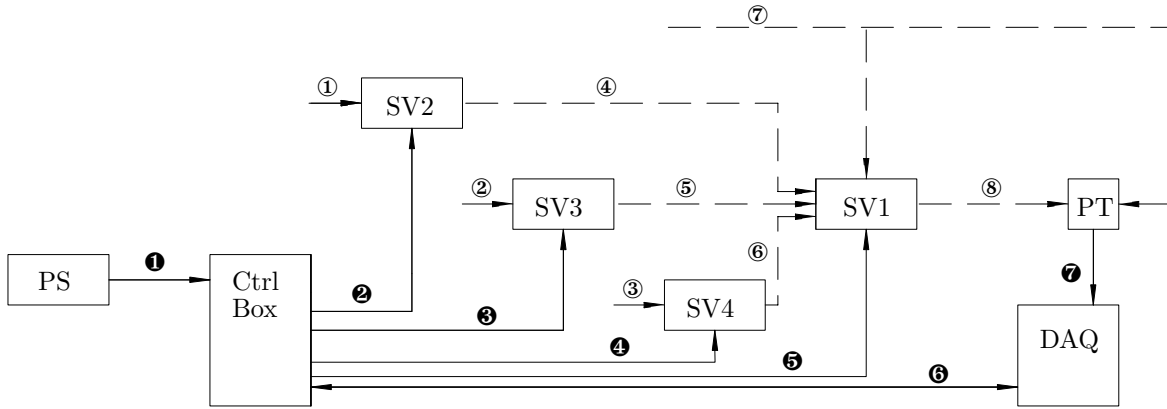 ⑦
① SV2 ④
② SV3 ⑤ SV1 ⑧ PT
⑥
PS ❶ Ctrl
Box
❷
③ SV4
❼
❸
❹ ❺ DAQ
❻